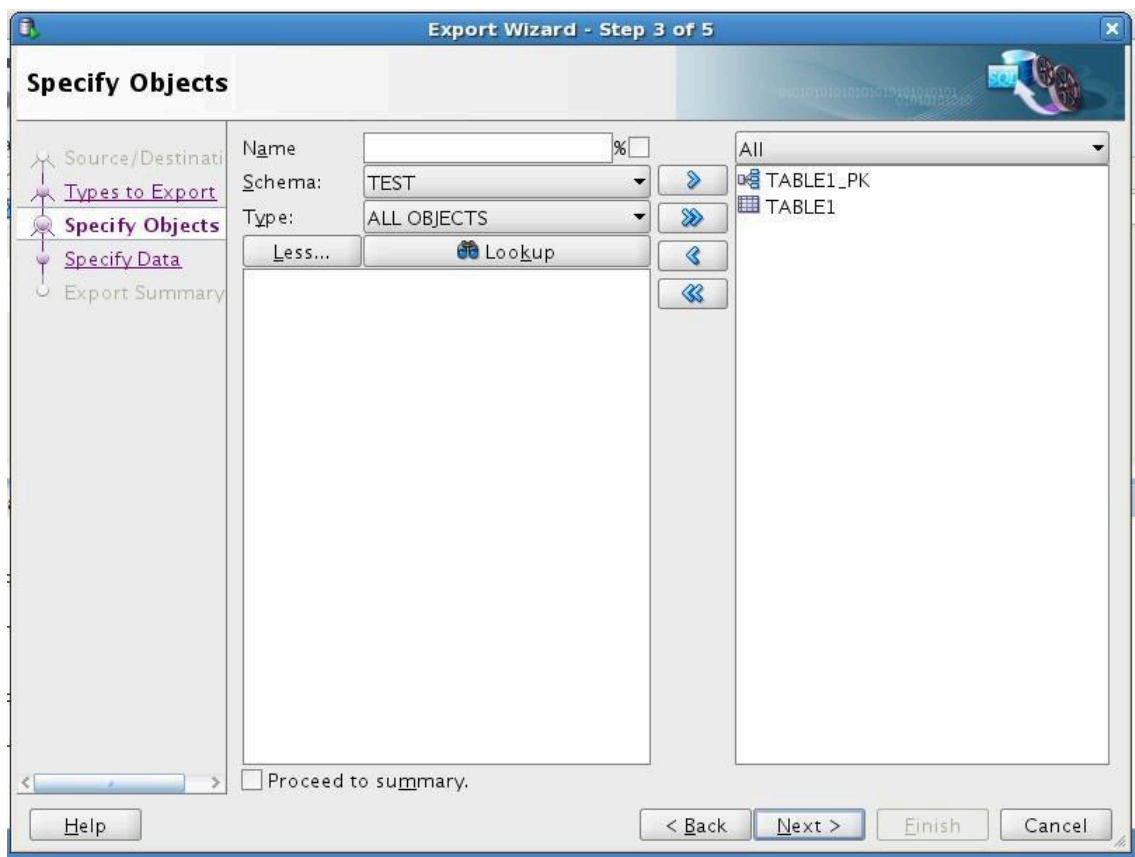 Export Wizard - Step 3 of 5
Specify Objects
SQL
Source/Destinati
Types to Export
Specify Objects
Specify Data
Export Summary
Name
%
Schema:
TEST
Type:
ALL OBJECTS
Less...
Lookup
All
TABLE1_PK
TABLE1
Proceed to summary.
Help
< Back
Next >
Finish
Cancel